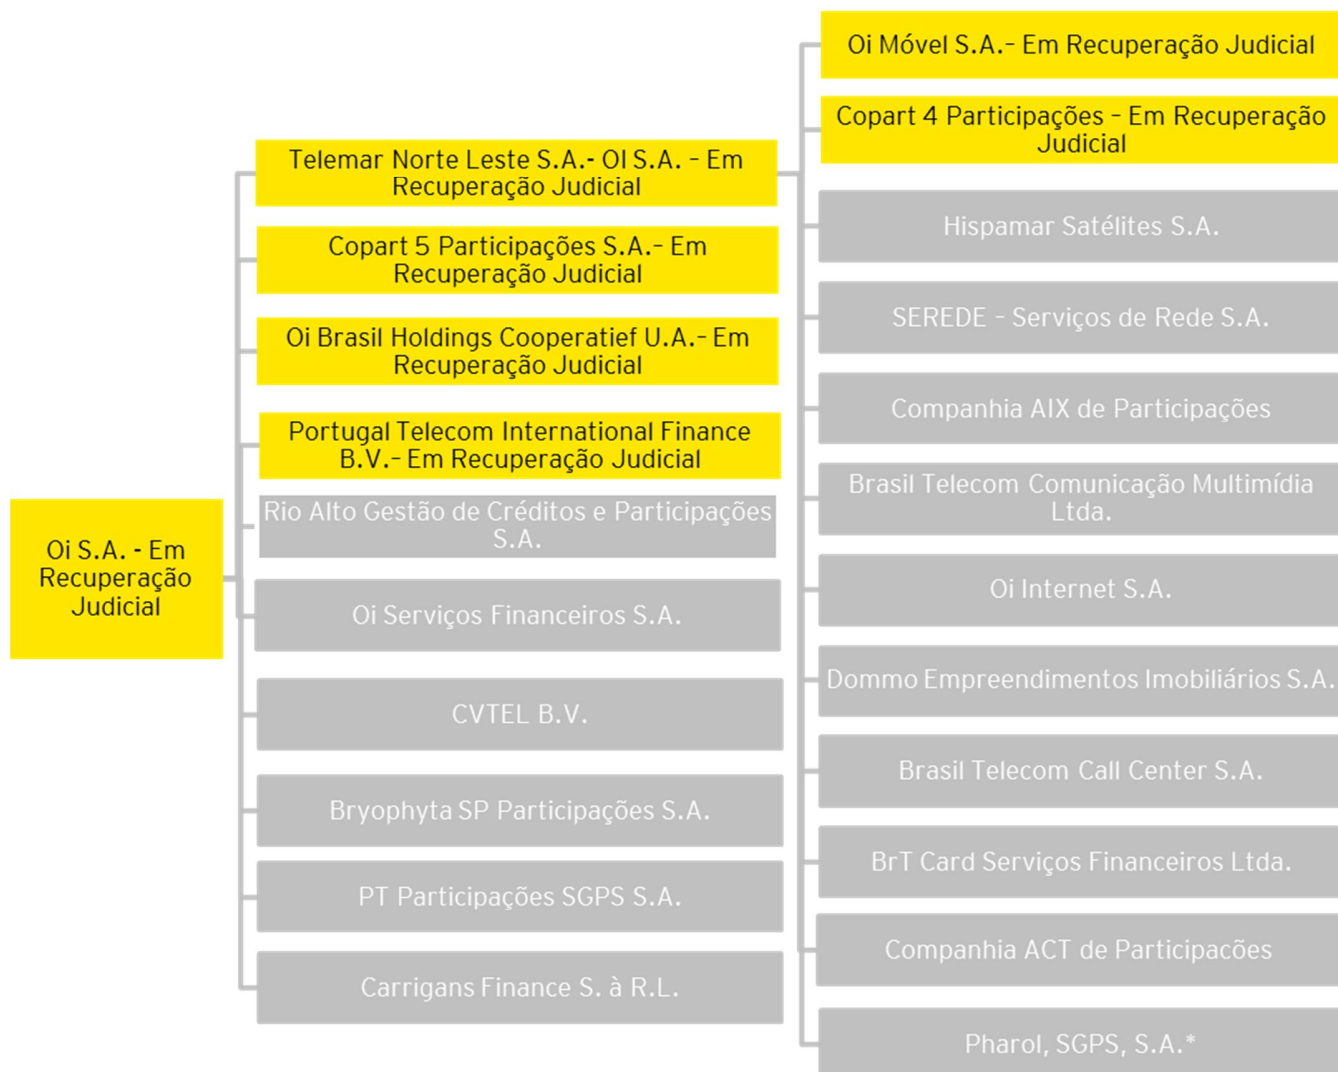 Oi S.A. - Em
Recuperação
Judicial
Telemar Norte Leste S.A.- OI S.A. – Em
Recuperação Judicial
Copart 5 Participações S.A.– Em
Recuperação Judicial
Oi Brasil Holdings Cooperatief U.A.– Em
Recuperação Judicial
Portugal Telecom International Finance
B.V.– Em Recuperação Judicial
Rio Alto Gestão de Créditos e Participações
S.A.
Oi Serviços Financeiros S.A.
CVTEL B.V.
Bryophyta SP Participações S.A.
PT Participações SGPS S.A.
Carrigans Finance S. à R.L.
Oi Móvel S.A.– Em Recuperação Judicial
Copart 4 Participações – Em Recuperação
Judicial
Hispamar Satélites S.A.
SEREDE – Serviços de Rede S.A.
Companhia AIX de Participações
Brasil Telecom Comunicação Multimídia
Ltda.
Oi Internet S.A.
Dommo Empreendimentos Imobiliários S.A.
Brasil Telecom Call Center S.A.
BrT Card Serviços Financeiros Ltda.
Companhia ACT de Participacões
Pharol, SGPS, S.A.*